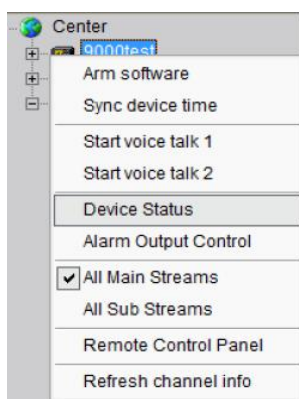 Center
9000test
Arm software
Sync device time
Start voice talk 1
Start voice talk 2
Device Status
Alarm Output Control
All Main Streams
All Sub Streams
Remote Control Panel
Refresh channel info